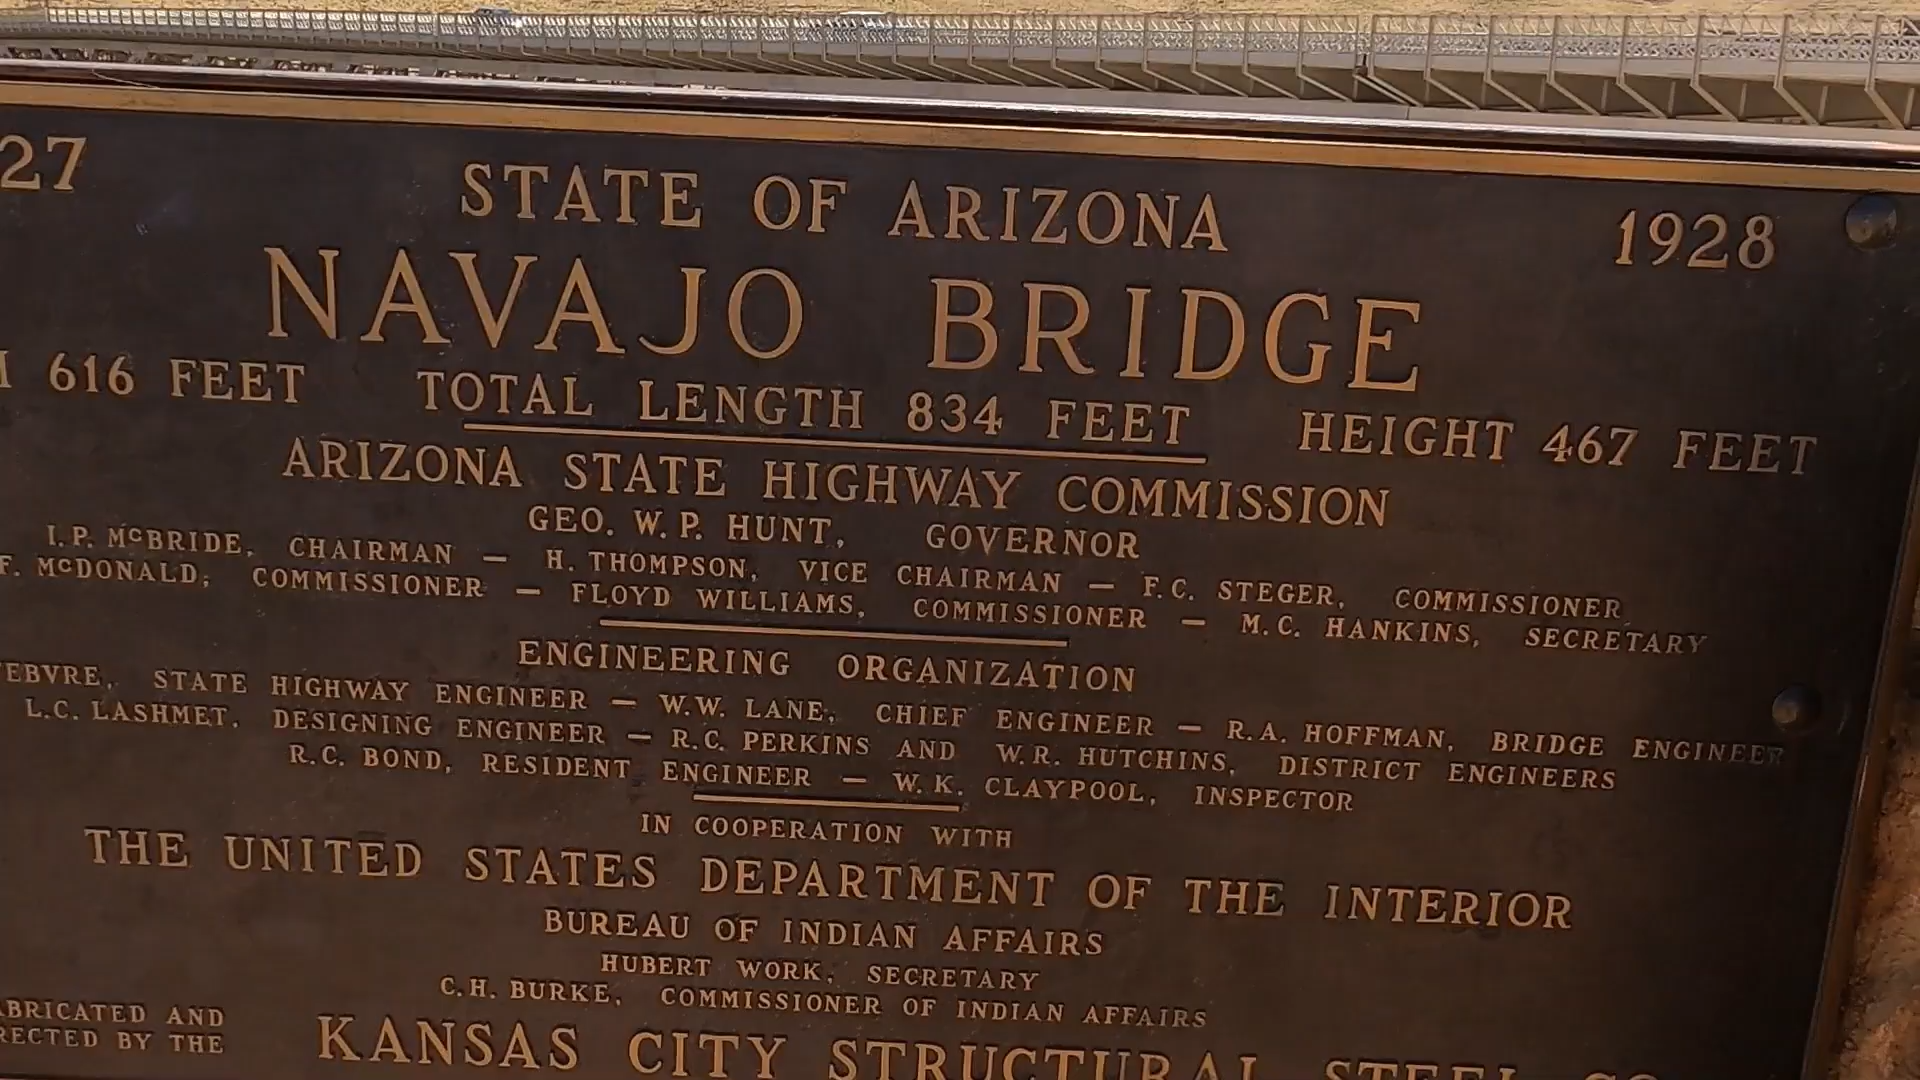 27 STATE OF ARIZONA 1928
NAVAJO BRIDGE
616 FEET TOTAL LENGTH 834 FEET HEIGHT 467 FEET
ARIZONA STATE HIGHWAY COMMISSION
GEO. W. P. HUNT, GOVERNOR
I. P. McBRIDE, CHAIRMAN — H. THOMPSON, VICE CHAIRMAN — F. C. STEGER, COMMISSIONER
F. McDONALD, COMMISSIONER — FLOYD WILLIAMS, COMMISSIONER — M. C. HANKINS, SECRETARY
ENGINEERING ORGANIZATION
EBVRE, STATE HIGHWAY ENGINEER — W.W. LANE, CHIEF ENGINEER — R.A. HOFFMAN, BRIDGE ENGINEER
L.C. LASHMET, DESIGNING ENGINEER — R.C. PERKINS AND W.R. HUTCHINS, DISTRICT ENGINEERS
R.C. BOND, RESIDENT ENGINEER — W. K. CLAYPOOL, INSPECTOR
IN COOPERATION WITH
THE UNITED STATES DEPARTMENT OF THE INTERIOR
BUREAU OF INDIAN AFFAIRS
HUBERT WORK, SECRETARY
C.H. BURKE, COMMISSIONER OF INDIAN AFFAIRS
ABRICATED AND
RECTED BY THE KANSAS CITY STRUCTURAL STEEL CO